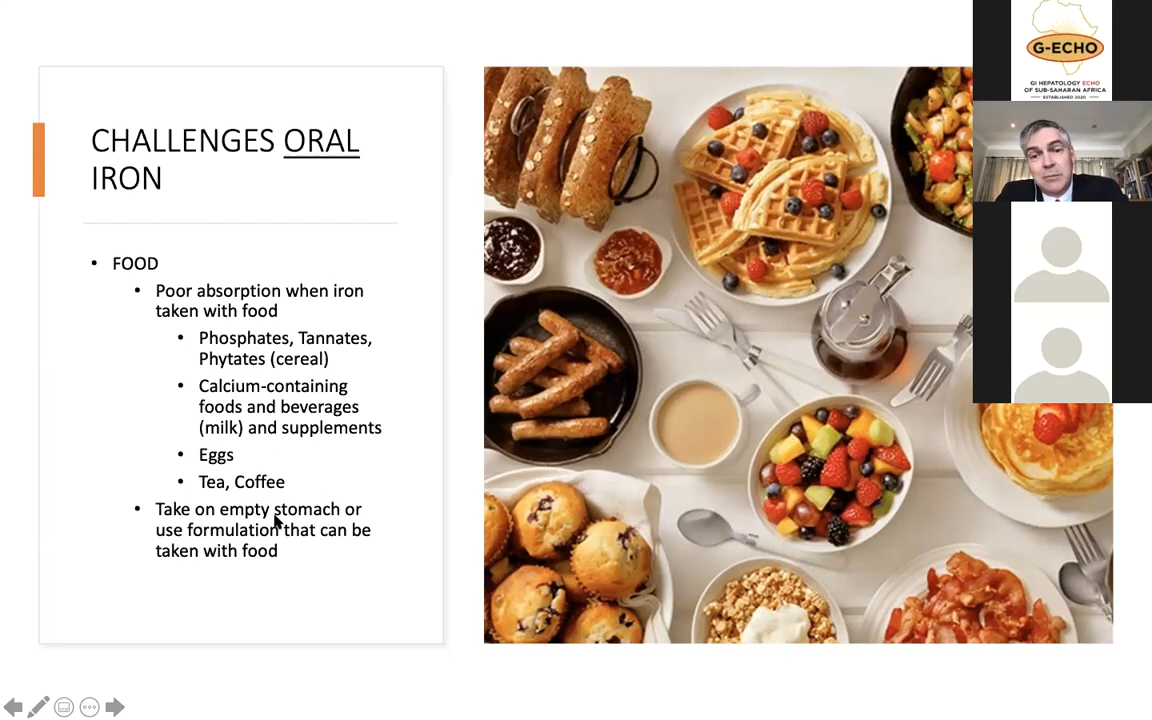 CHALLENGES ORAL
IRON
• FOOD
• Poor absorption when iron
taken with food
• Phosphates, Tannates,
Phytates (cereal)
• Calcium-containing
foods and beverages
(milk) and supplements
• Eggs
• Tea, Coffee
• Take on empty stomach or
use formulation that can be
taken with food
G-ECHO
GI HEPATOLOGY ECHO
OF SUB-SAHARAN AFRICA
ESTABLISHED 2020